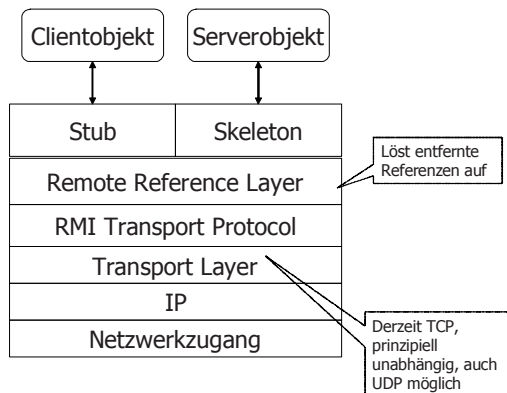 Clientobjekt
Serverobjekt
Stub
Skeleton
Remote Reference Layer
Löst entfernte
Referenzen auf
RMI Transport Protocol
Transport Layer
IP
Netzwerkzugang
Derzeit TCP,
prinzipiell
unabhängig, auch
UDP möglich